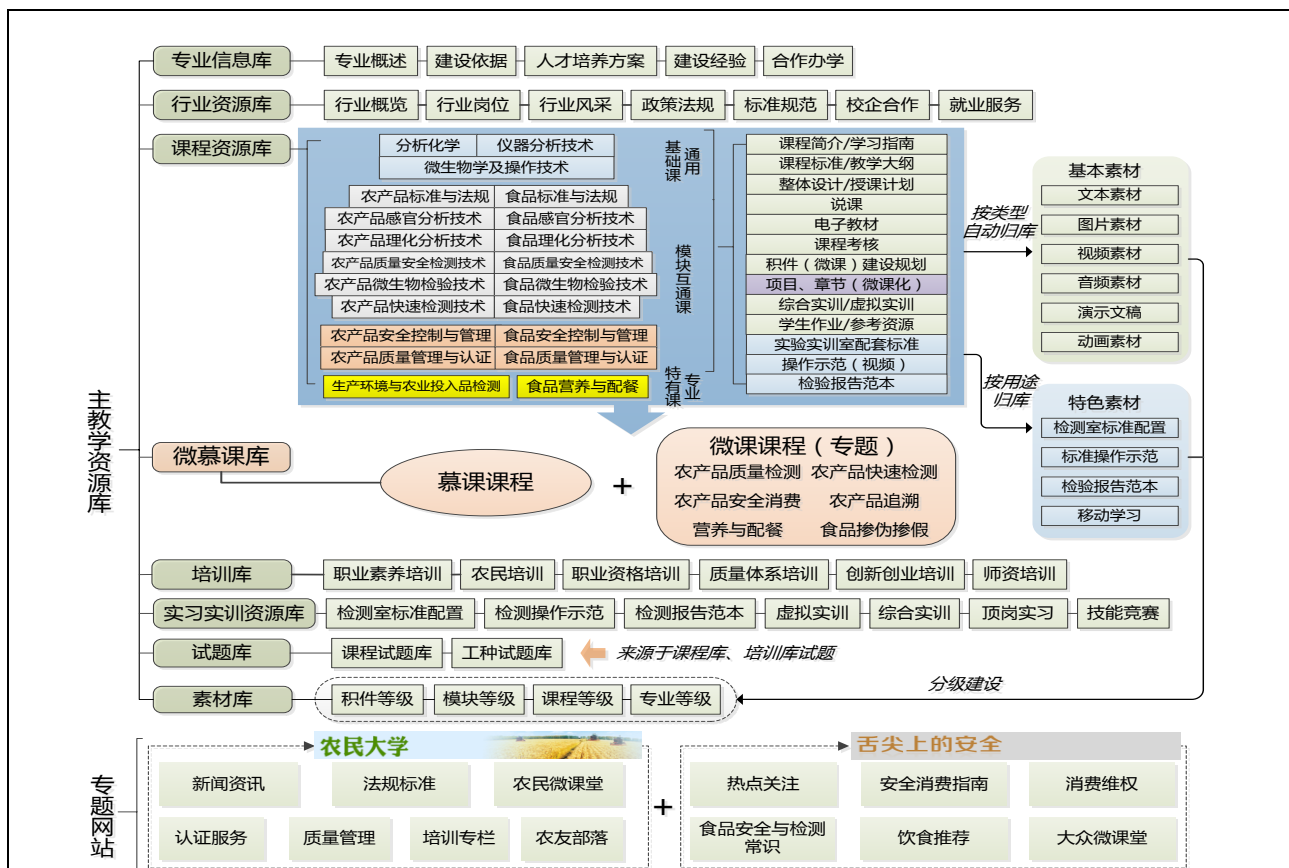 专业信息库
专业概述
建设依据
人才培养方案
建设经验
合作办学
行业资源库
行业概览
行业岗位
行业风采
政策法规
标准规范
校企合作
就业服务
课程资源库
分析化学
仪器分析技术
微生物学及操作技术
通用
基础课
农产品标准与法规
食品标准与法规
农产品感官分析技术
食品感官分析技术
农产品理化分析技术
食品理化分析技术
农产品质量安全检测技术
食品质量安全检测技术
农产品微生物检验技术
食品微生物检验技术
农产品快速检测技术
食品快速检测技术
农产品安全控制与管理
食品安全控制与管理
农产品质量管理与认证
食品质量管理与认证
模块互通课
生产环境与农业投入品检测
食品营养与配餐
专业
特有课
课程简介/学习指南
课程标准/教学大纲
整体设计/授课计划
说课
电子教材
课程考核
积件（微课）建设规划
项目、章节（微课化）
综合实训/虚拟实训
学生作业/参考资源
实验实训室配套标准
操作示范（视频）
检验报告范本
按类型
自动归库
按用途
归库
基本素材
文本素材
图片素材
视频素材
音频素材
演示文稿
动画素材
特色素材
检测室标准配置
标准操作示范
检验报告范本
移动学习
主教学资源库
微慕课库
慕课课程
+
微课课程（专题）
农产品质量检测 农产品快速检测
农产品安全消费 农产品追溯
营养与配餐 食品掺伪掺假
培训库
职业素养培训
农民培训
职业资格培训
质量体系培训
创新创业培训
师资培训
实习实训资源库
检测室标准配置
检测操作示范
检测报告范本
虚拟实训
综合实训
顶岗实习
技能竞赛
试题库
课程试题库
工种试题库
来源于课程库、培训库试题
素材库
积件等级
模块等级
课程等级
专业等级
分级建设
专题网站
农民大学
新闻资讯
法规标准
农民微课堂
认证服务
质量管理
培训专栏
农友部落
+
舌尖上的安全
热点关注
安全消费指南
消费维权
食品安全与检测
常识
饮食推荐
大众微课堂